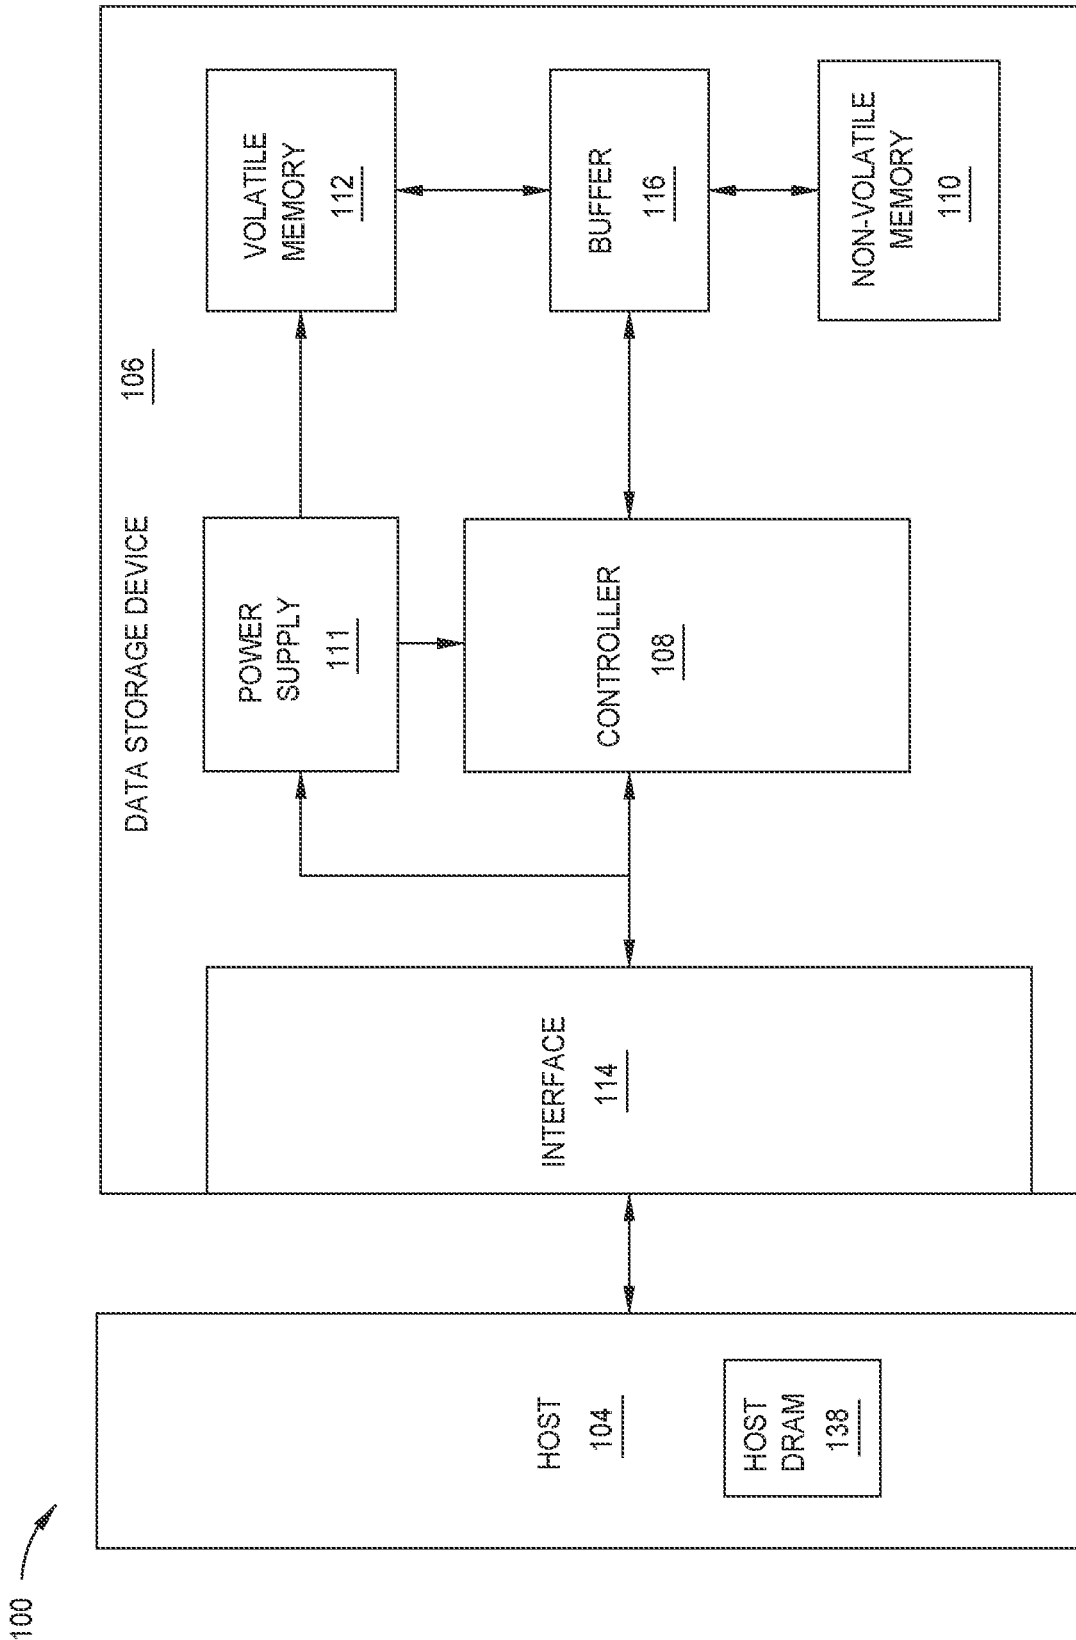 100
HOST
104
HOST
DRAM
138
DATA STORAGE DEVICE
106
INTERFACE
114
POWER
SUPPLY
111
CONTROLLER
108
VOLATILE
MEMORY
112
BUFFER
116
NON-VOLATILE
MEMORY
110